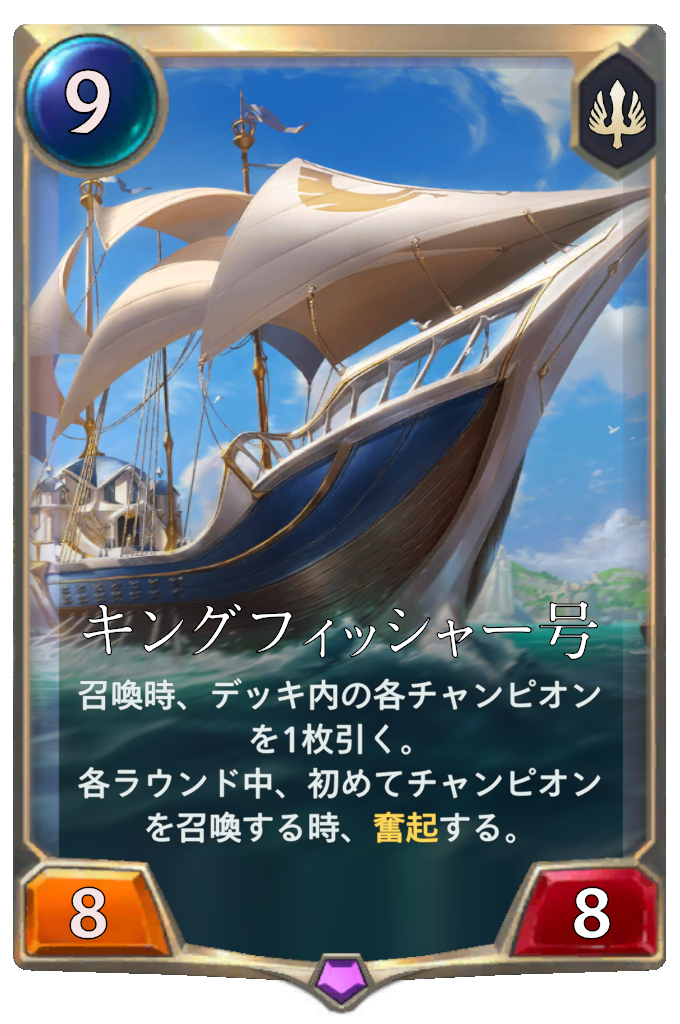 9
キングフィッシャー号
召喚時、デッキ内の各チャンピオン
を1枚引く。
各ラウンド中、初めてチャンピオン
を召喚する時、奮起する。
8
8